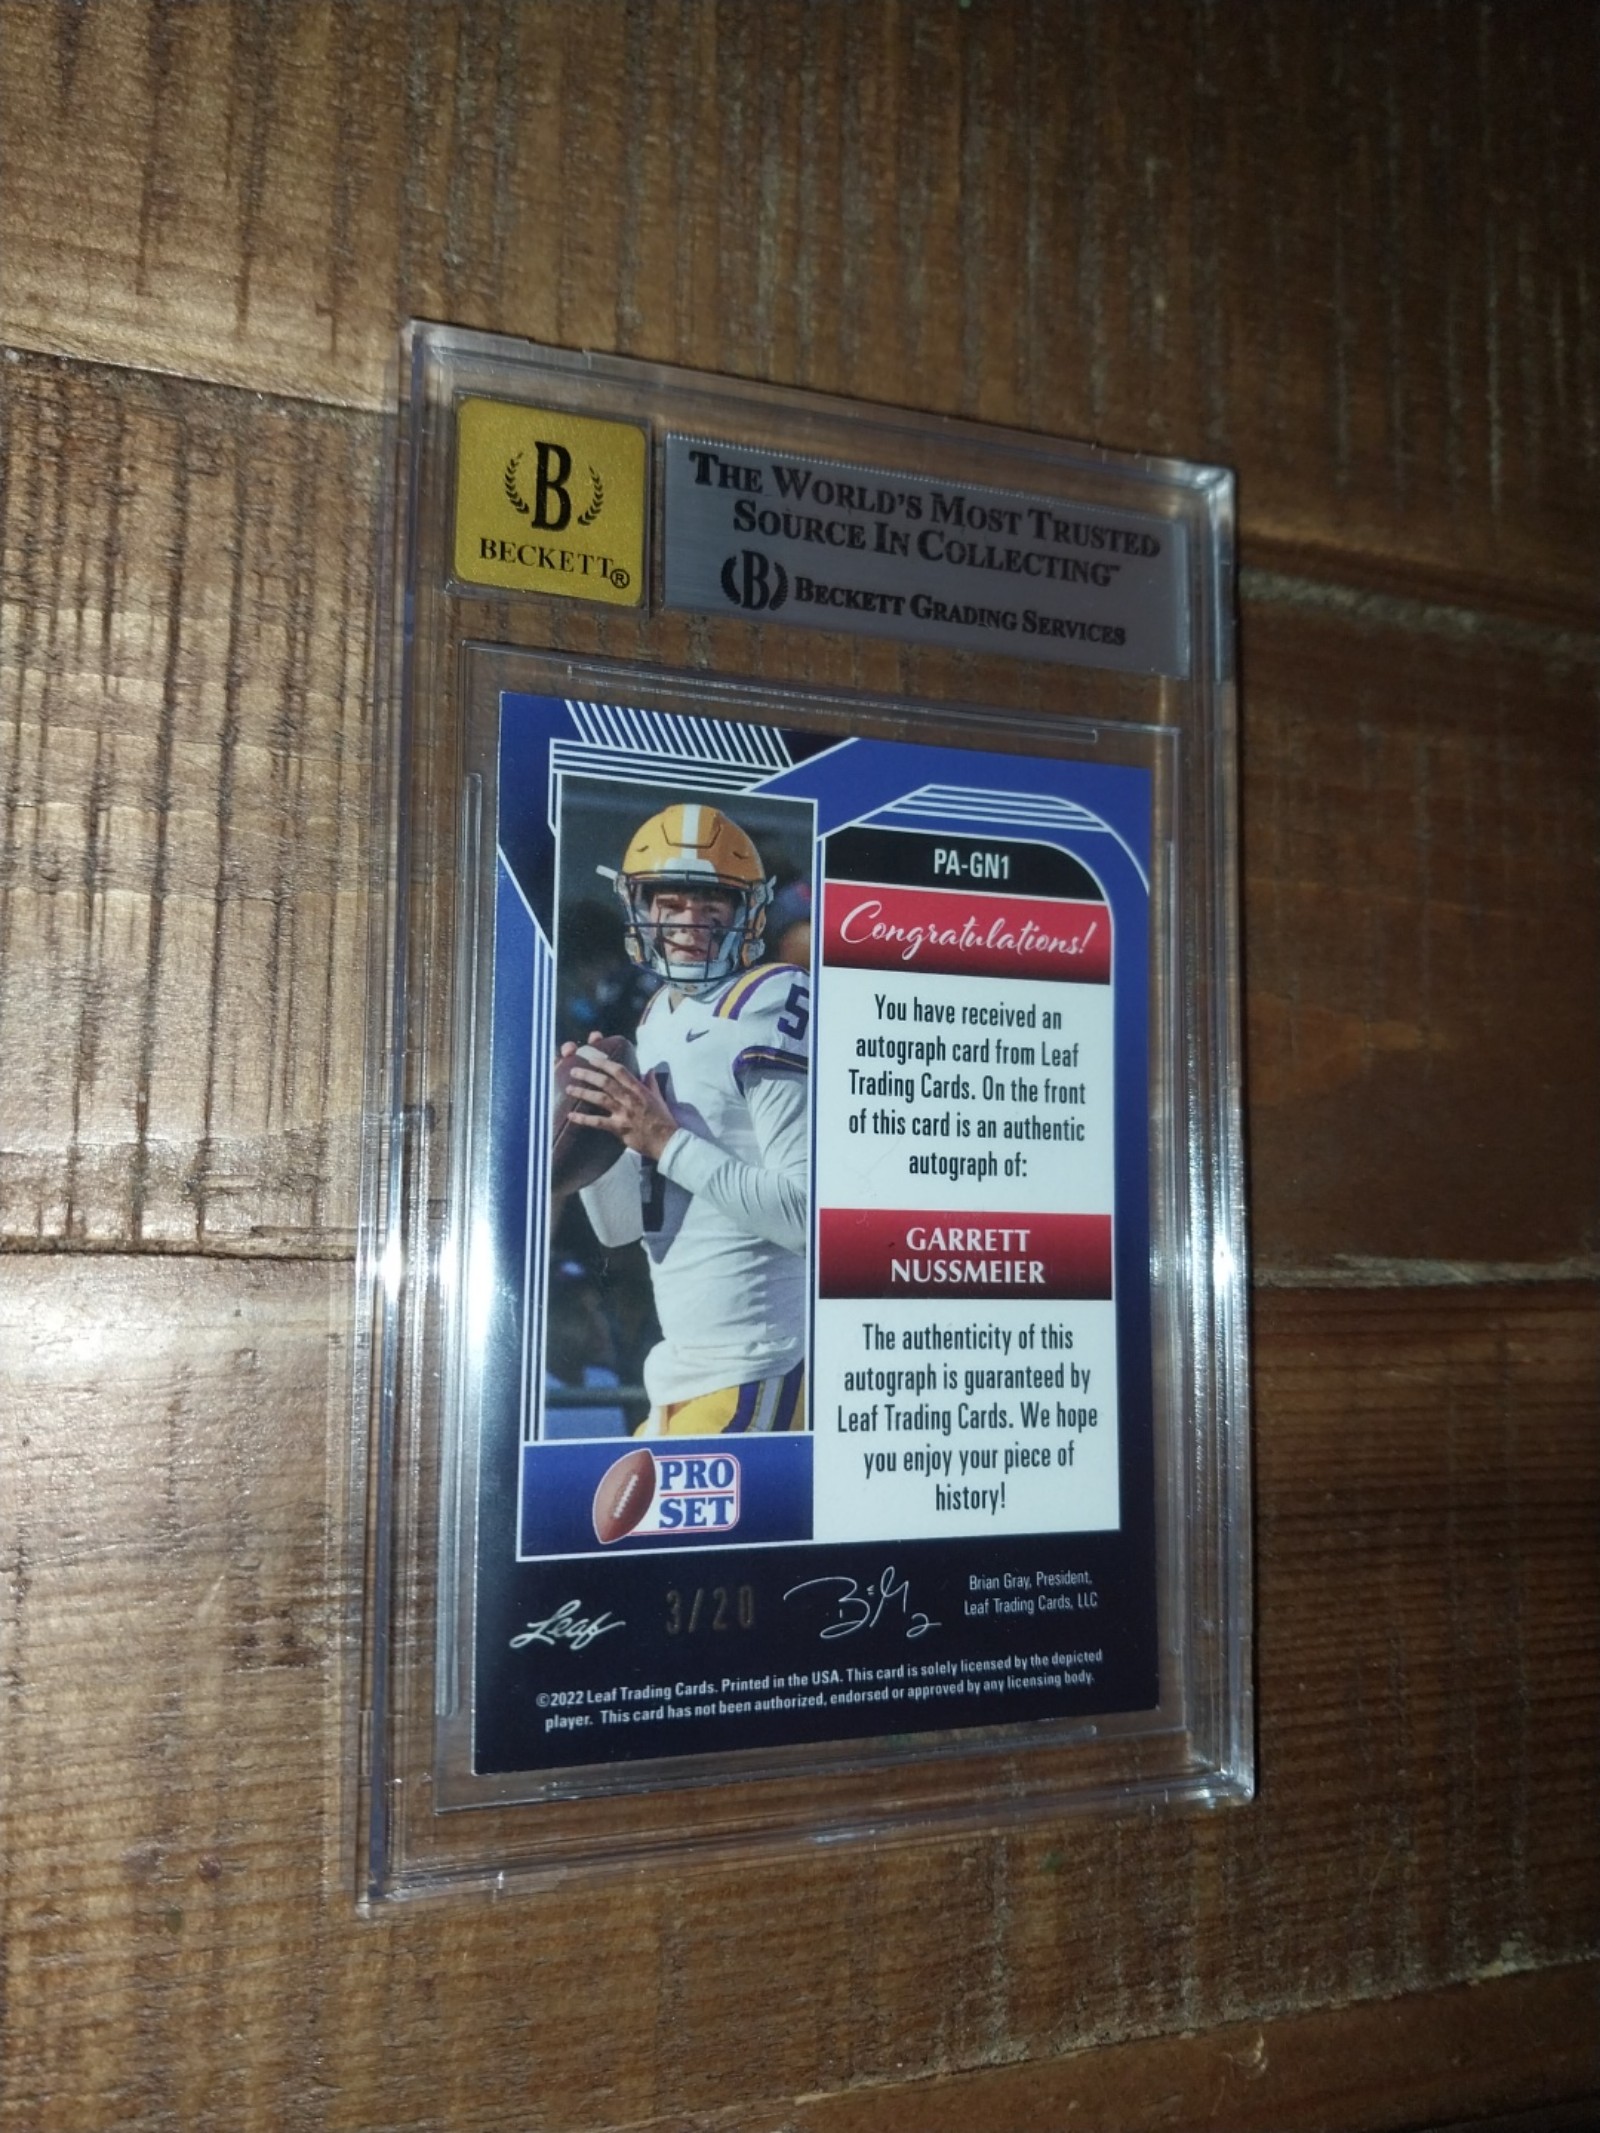 B
BECKETT®
THE WORLD'S MOST TRUSTED
SOURCE IN COLLECTING™
B BECKETT GRADING SERVICES
PA-GN1
Congratulations!
You have received an
autograph card from Leaf
Trading Cards. On the front
of this card is an authentic
autograph of:
GARRETT
NUSSMEIER
The authenticity of this
autograph is guaranteed by
Leaf Trading Cards. We hope
you enjoy your piece of
history!
5
PRO
SET
Leaf
3/20
Brian Gray, President,
Leaf Trading Cards, LLC
©2022 Leaf Trading Cards. Printed in the USA. This card is solely licensed by the depicted
player. This card has not been authorized, endorsed or approved by any licensing body.